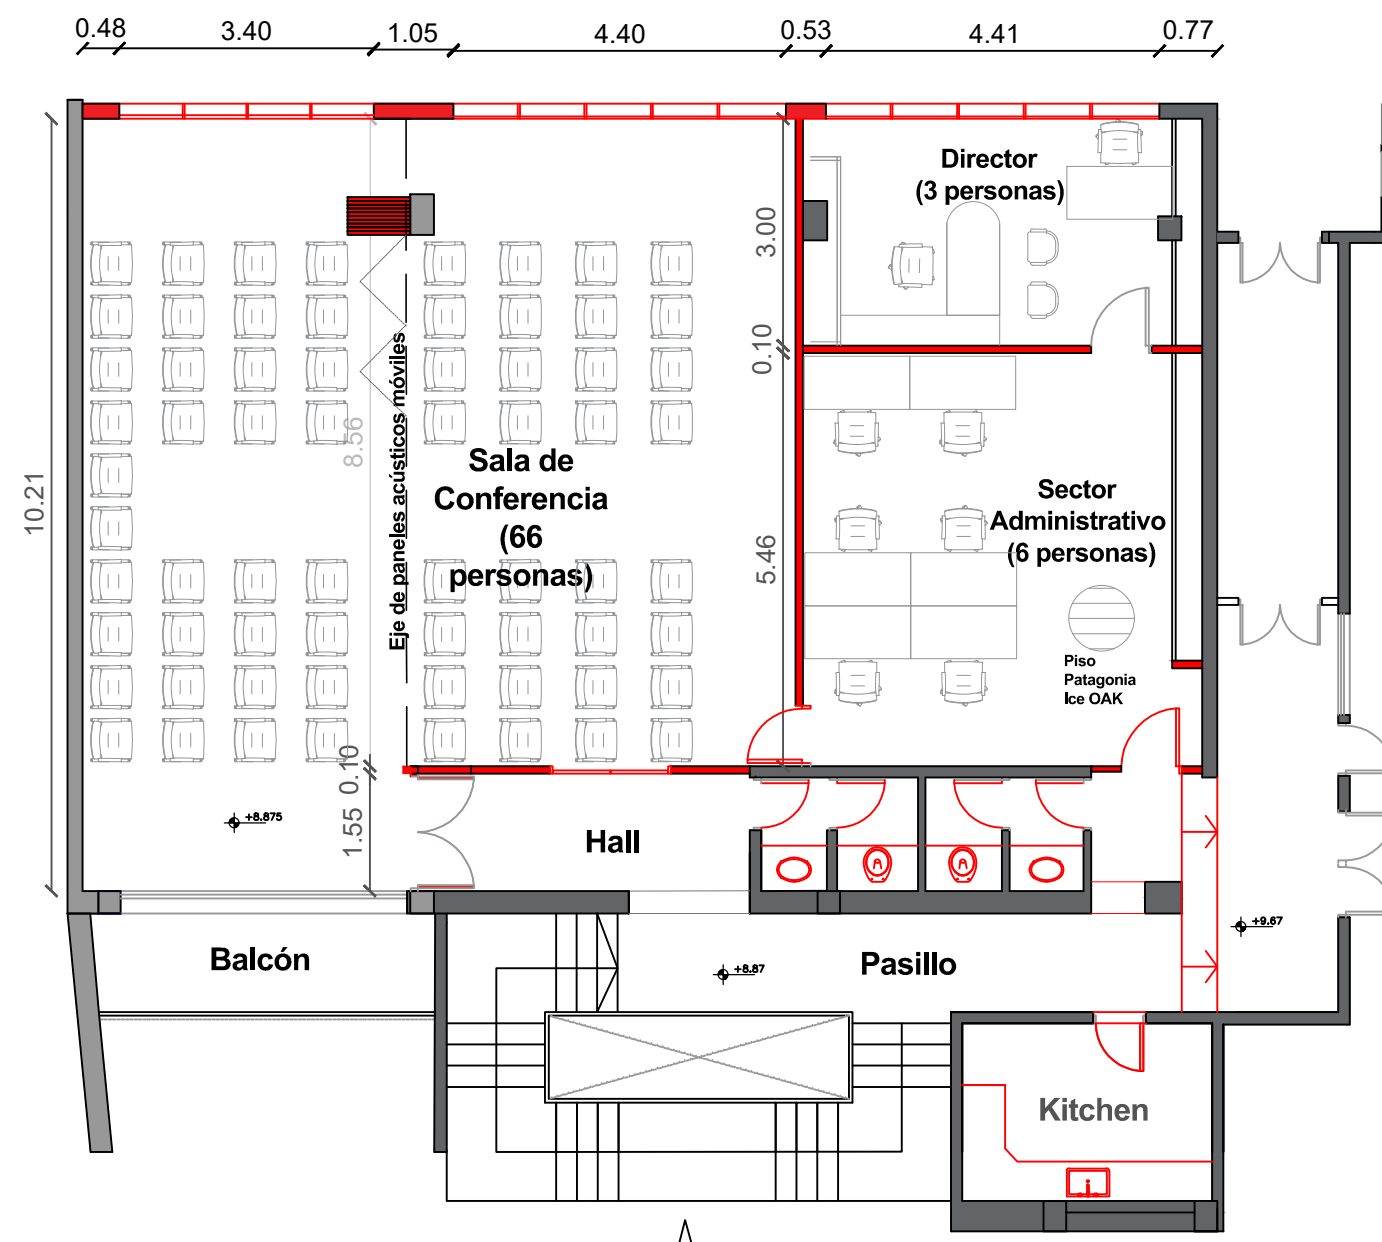 0.48 3.40 1.05 4.40 0.53 4.41 0.77
Director
(3 personas)
3.00
0.10
10.21
8.56
Eje de paneles acústicos móviles
Sala de
Conferencia
(66
personas)
5.46
Sector
Administrativo
(6 personas)
Piso
Patagonia
Ice OAK
0.10
1.55
+8.875
Hall
+9.67
Balcón
+8.87
Pasillo
Kitchen